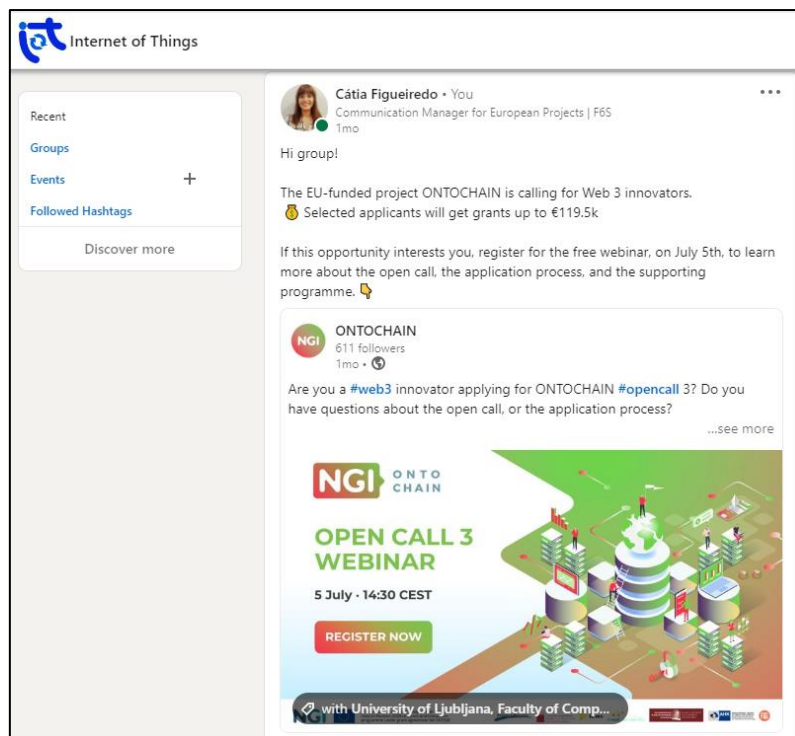 iot Internet of Things
Recent
Groups
Events +
Followed Hashtags
Discover more
Cátia Figueiredo • You
Communication Manager for European Projects | F6S
1mo
Hi group!
The EU-funded project ONTOCHAIN is calling for Web 3 innovators.
💰 Selected applicants will get grants up to €119.5k
If this opportunity interests you, register for the free webinar, on July 5th, to learn
more about the open call, the application process, and the supporting
programme. 👇
NGI
ONTOCHAIN
611 followers
1mo •
Are you a #web3 innovator applying for ONTOCHAIN #opencall 3? Do you
have questions about the open call, or the application process?
...see more
NGI ONTO
CHAIN
OPEN CALL 3
WEBINAR
5 July · 14:30 CEST
REGISTER NOW
with University of Ljubljana, Faculty of Comp...
NGI